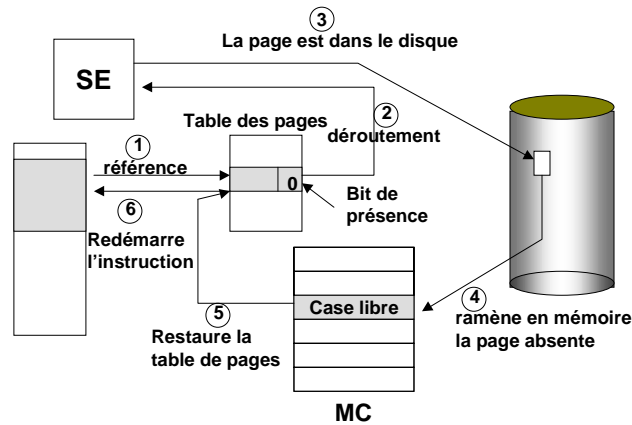 3
La page est dans le disque
SE
Table des pages
2
déroutement
1
référence
0
6
Redémarre
l'instruction
Bit de
présence
Case libre
5
Restaure la
table de pages
4
ramène en mémoire
la page absente
MC